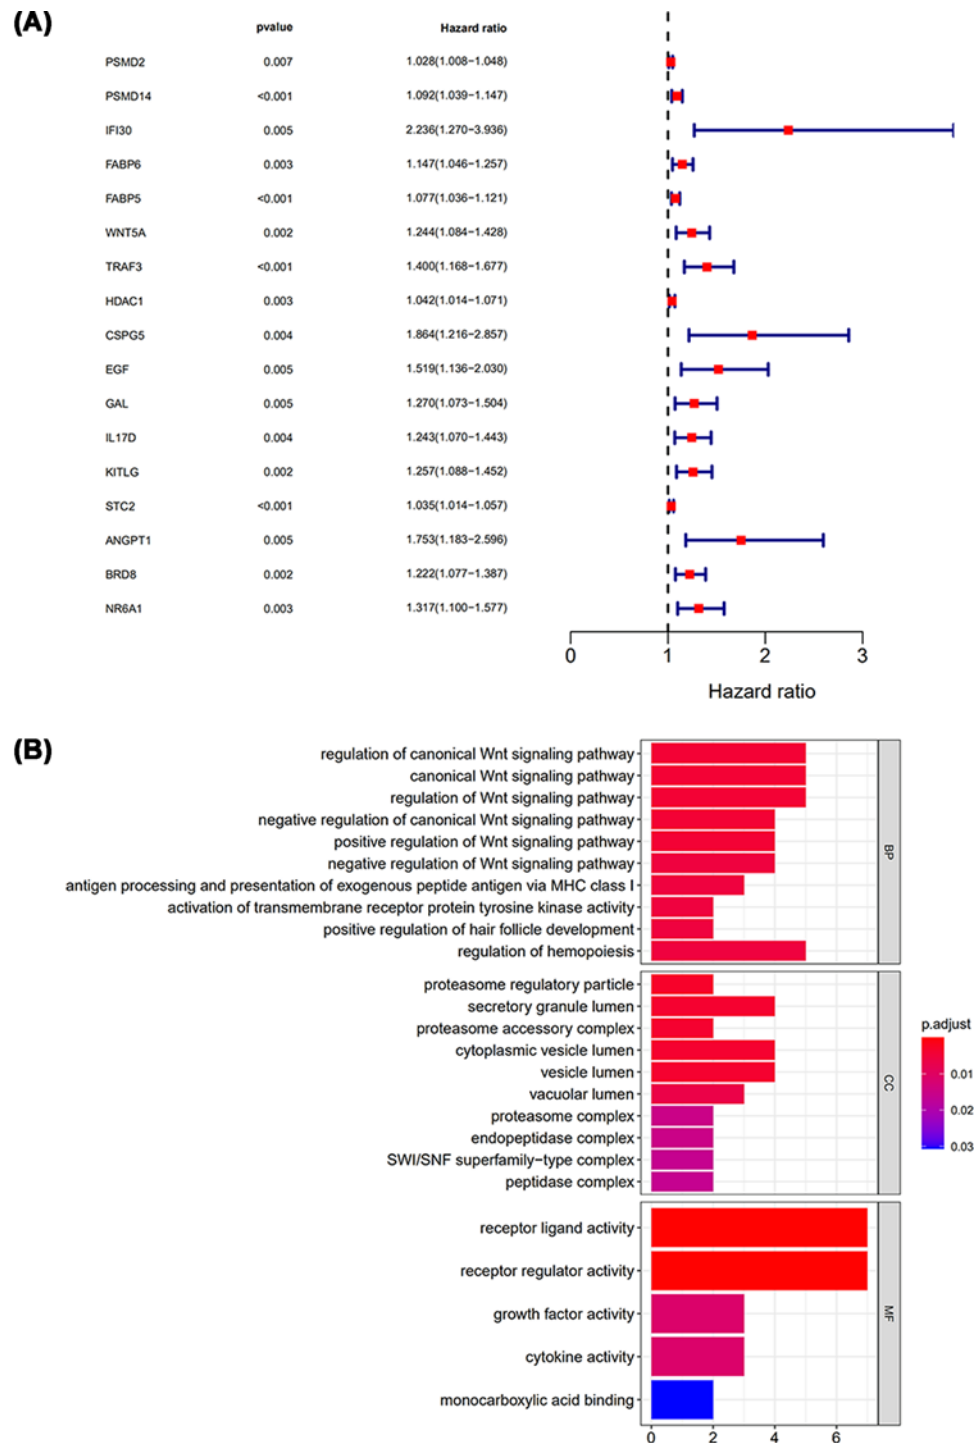 (A)
pvalue Hazard ratio
PSMD2 0.007 1.028(1.008−1.048)
PSMD14 <0.001 1.092(1.039−1.147)
IFI30 0.005 2.236(1.270−3.936)
FABP6 0.003 1.147(1.046−1.257)
FABP5 <0.001 1.077(1.036−1.121)
WNT5A 0.002 1.244(1.084−1.428)
TRAF3 <0.001 1.400(1.168−1.677)
HDAC1 0.003 1.042(1.014−1.071)
CSPG5 0.004 1.864(1.216−2.857)
EGF 0.005 1.519(1.136−2.030)
GAL 0.005 1.270(1.073−1.504)
IL17D 0.004 1.243(1.070−1.443)
KITLG 0.002 1.257(1.088−1.452)
STC2 <0.001 1.035(1.014−1.057)
ANGPT1 0.005 1.753(1.183−2.596)
BRD8 0.002 1.222(1.077−1.387)
NR6A1 0.003 1.317(1.100−1.577)
0 1 2 3
Hazard ratio
(B)
regulation of canonical Wnt signaling pathway
canonical Wnt signaling pathway
regulation of Wnt signaling pathway
negative regulation of canonical Wnt signaling pathway
positive regulation of Wnt signaling pathway
negative regulation of Wnt signaling pathway
antigen processing and presentation of exogenous peptide antigen via MHC class I
activation of transmembrane receptor protein tyrosine kinase activity
positive regulation of hair follicle development
regulation of hemopoiesis
BP
proteasome regulatory particle
secretory granule lumen
proteasome accessory complex
cytoplasmic vesicle lumen
vesicle lumen
vacuolar lumen
proteasome complex
endopeptidase complex
SWI/SNF superfamily−type complex
peptidase complex
CC
receptor ligand activity
receptor regulator activity
growth factor activity
cytokine activity
monocarboxylic acid binding
MF
0 2 4 6
p.adjust
0.01
0.02
0.03